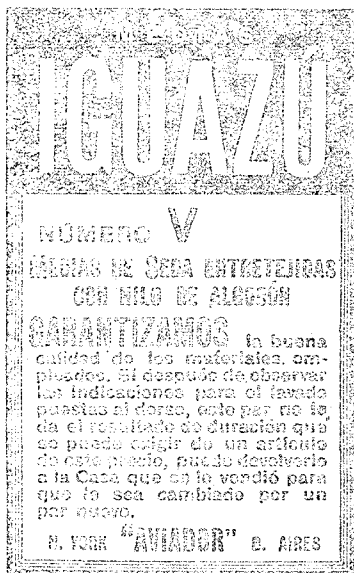 IGUAZÚ
NÚMERO V
MEDIAS DE SEDA ENTRETEJIDAS
CON HILO DE ALGODÓN
GARANTIZAMOS la buena
calidad de los materiales em-
pleados. Si después de observar
las indicaciones para el lavado
puestas al dorso, este par no le
da el resultado de duración que
se puede exigir de un artículo
de este precio, puede devolverlo
a la Casa que se lo vendió para
que le sea cambiado por un
par nuevo.
N. YORK "AVIADOR" B. AIRES